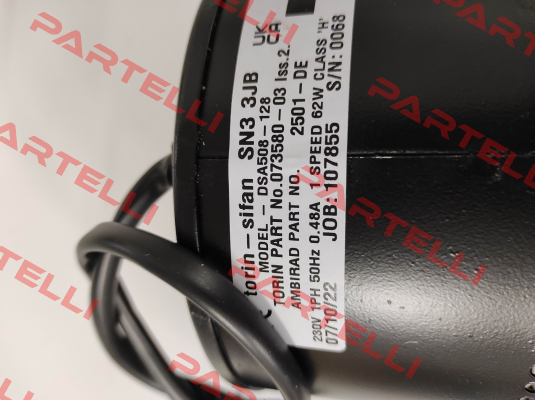 torin-sifan SN3 3JB
UK CA
MODEL - DSA508-128
TORIN PART No.073580-03 Iss.2.
AMBIRAD PART NO. 2501-DE
230V 1PH 50Hz 0.48A 1 SPEED 62W CLASS 'H'
07/10/22 JOB: 107855 S/N: 0068
PARTELLI
PARTELLI
PARTELLI
PARTELLI
PARTELLI